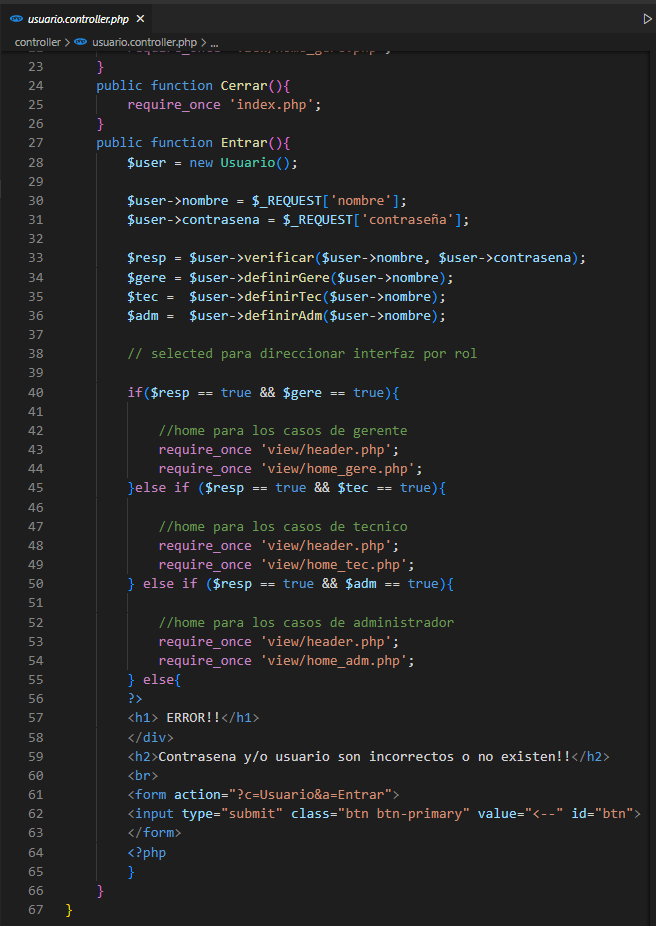 usuario.controller.php
controller > usuario.controller.php > ...
23 }
24 public function Cerrar(){
25 require_once 'index.php';
26 }
27 public function Entrar(){
28 $user = new Usuario();
29
30 $user->nombre = $_REQUEST['nombre'];
31 $user->contrasena = $_REQUEST['contraseña'];
32
33 $resp = $user->verificar($user->nombre, $user->contrasena);
34 $gere = $user->definirGere($user->nombre);
35 $tec =  $user->definirTec($user->nombre);
36 $adm =  $user->definirAdm($user->nombre);
37
38 // selected para direccionar interfaz por rol
39
40 if($resp == true && $gere == true){
41
42 //home para los casos de gerente
43 require_once 'view/header.php';
44 require_once 'view/home_gere.php';
45 }else if ($resp == true && $tec == true){
46
47 //home para los casos de tecnico
48 require_once 'view/header.php';
49 require_once 'view/home_tec.php';
50 } else if ($resp == true && $adm == true){
51
52 //home para los casos de administrador
53 require_once 'view/header.php';
54 require_once 'view/home_adm.php';
55 } else{
56 ?>
57 <h1> ERROR!!</h1>
58 </div>
59 <h2>Contrasena y/o usuario son incorrectos o no existen!!</h2>
60 <br>
61 <form action="?c=Usuario&a=Entrar">
62 <input type="submit" class="btn btn-primary" value="<--" id="btn">
63 </form>
64 <?php
65 }
66 }
67 }